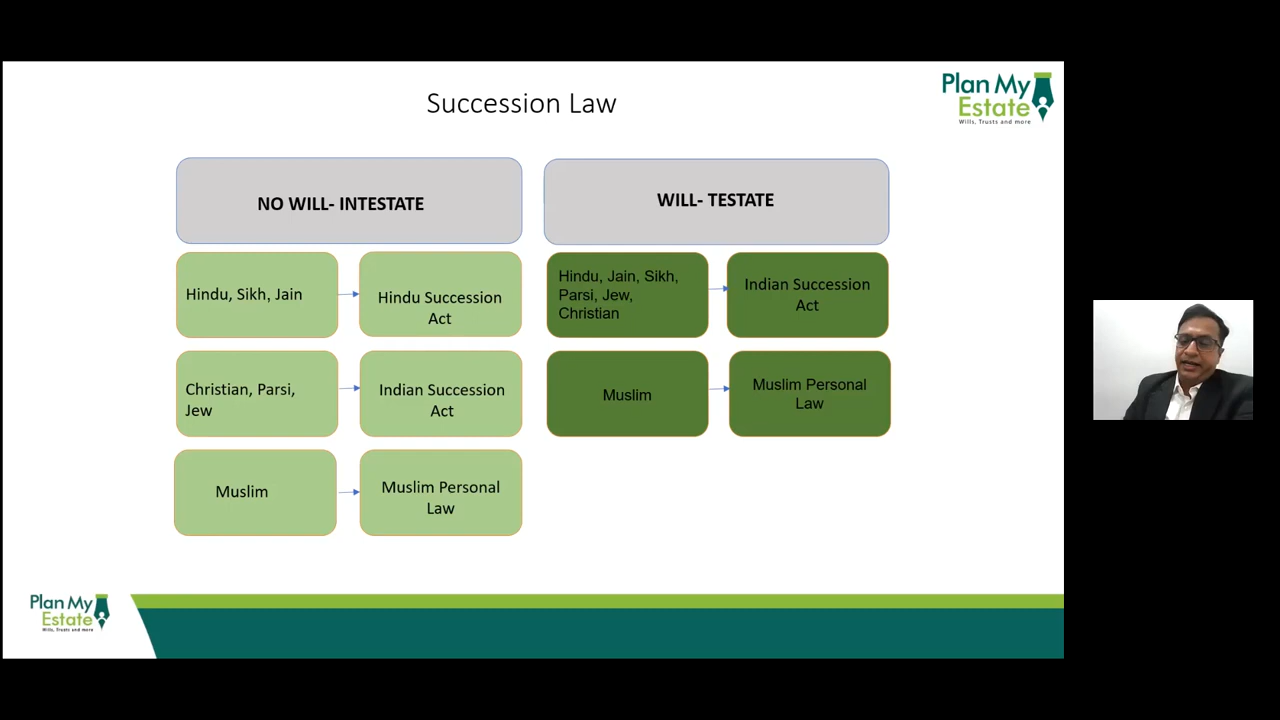 Succession Law
Plan My
Estate
Wills, Trusts and more
NO WILL- INTESTATE
WILL- TESTATE
Hindu, Sikh, Jain
Hindu Succession
Act
Hindu, Jain, Sikh,
Parsi, Jew,
Christian
Indian Succession
Act
Christian, Parsi,
Jew
Indian Succession
Act
Muslim
Muslim Personal
Law
Muslim
Muslim Personal
Law
Plan My
Estate
Wills, Trusts and more